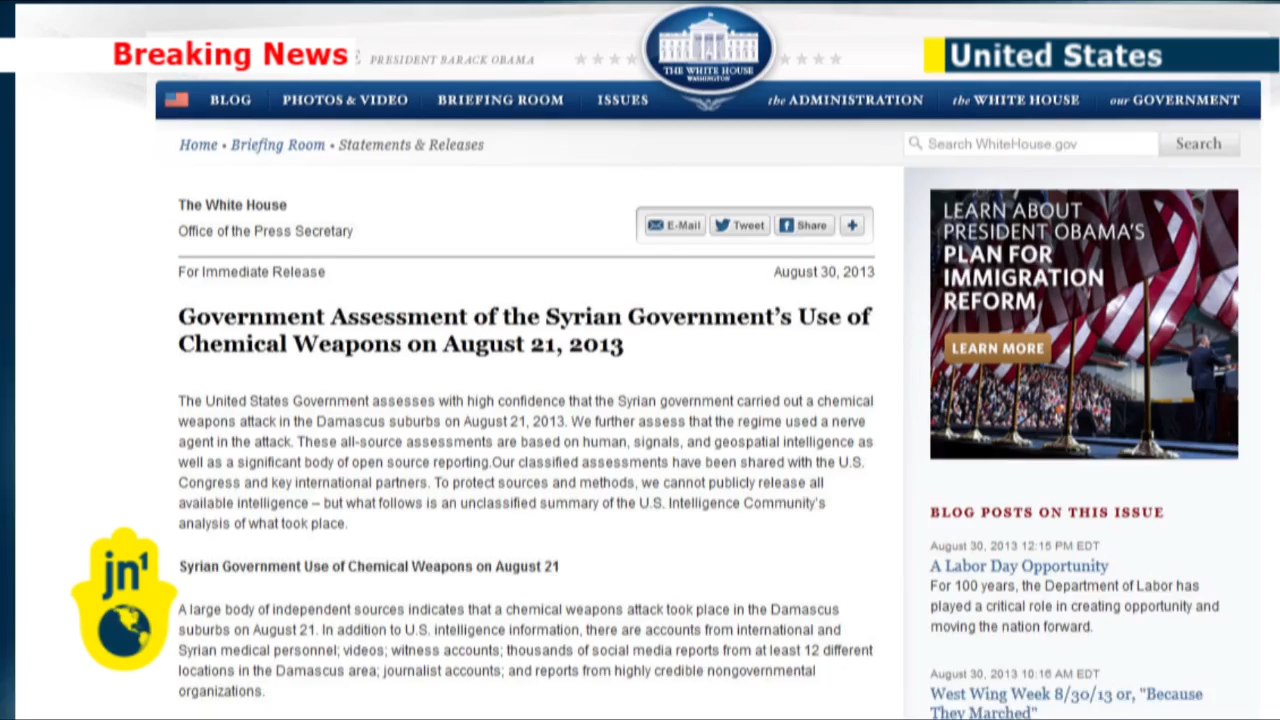 Breaking News
PRESIDENT BARACK OBAMA
THE WHITE HOUSE
WASHINGTON
United States
BLOG PHOTOS & VIDEO BRIEFING ROOM ISSUES the ADMINISTRATION the WHITE HOUSE our GOVERNMENT
Home • Briefing Room • Statements & Releases
Search WhiteHouse.gov Search
The White House
Office of the Press Secretary
E-Mail Tweet Share +
For Immediate Release August 30, 2013
Government Assessment of the Syrian Government's Use of
Chemical Weapons on August 21, 2013
The United States Government assesses with high confidence that the Syrian government carried out a chemical
weapons attack in the Damascus suburbs on August 21, 2013. We further assess that the regime used a nerve
agent in the attack. These all-source assessments are based on human, signals, and geospatial intelligence as
well as a significant body of open source reporting.Our classified assessments have been shared with the U.S.
Congress and key international partners. To protect sources and methods, we cannot publicly release all
available intelligence – but what follows is an unclassified summary of the U.S. Intelligence Community's
analysis of what took place.
Syrian Government Use of Chemical Weapons on August 21
A large body of independent sources indicates that a chemical weapons attack took place in the Damascus
suburbs on August 21. In addition to U.S. intelligence information, there are accounts from international and
Syrian medical personnel; videos; witness accounts; thousands of social media reports from at least 12 different
locations in the Damascus area; journalist accounts; and reports from highly credible nongovernmental
organizations.
jn1
LEARN ABOUT
PRESIDENT OBAMA'S
PLAN FOR
IMMIGRATION
REFORM
LEARN MORE
BLOG POSTS ON THIS ISSUE
August 30, 2013 12:15 PM EDT
A Labor Day Opportunity
For 100 years, the Department of Labor has
played a critical role in creating opportunity and
moving the nation forward.
August 30, 2013 10:16 AM EDT
West Wing Week 8/30/13 or, "Because
They Marched"